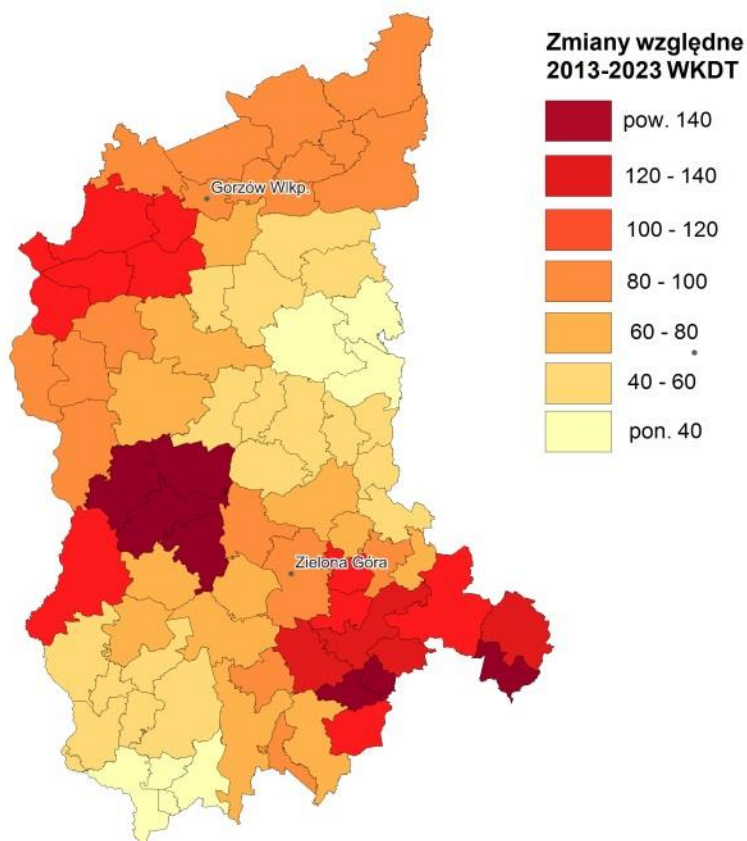 Zmiany względne
2013-2023 WKDT
pow. 140
120 - 140
100 - 120
80 - 100
60 - 80
40 - 60
pon. 40
Gorzów Wlkp.
Zielona Góra